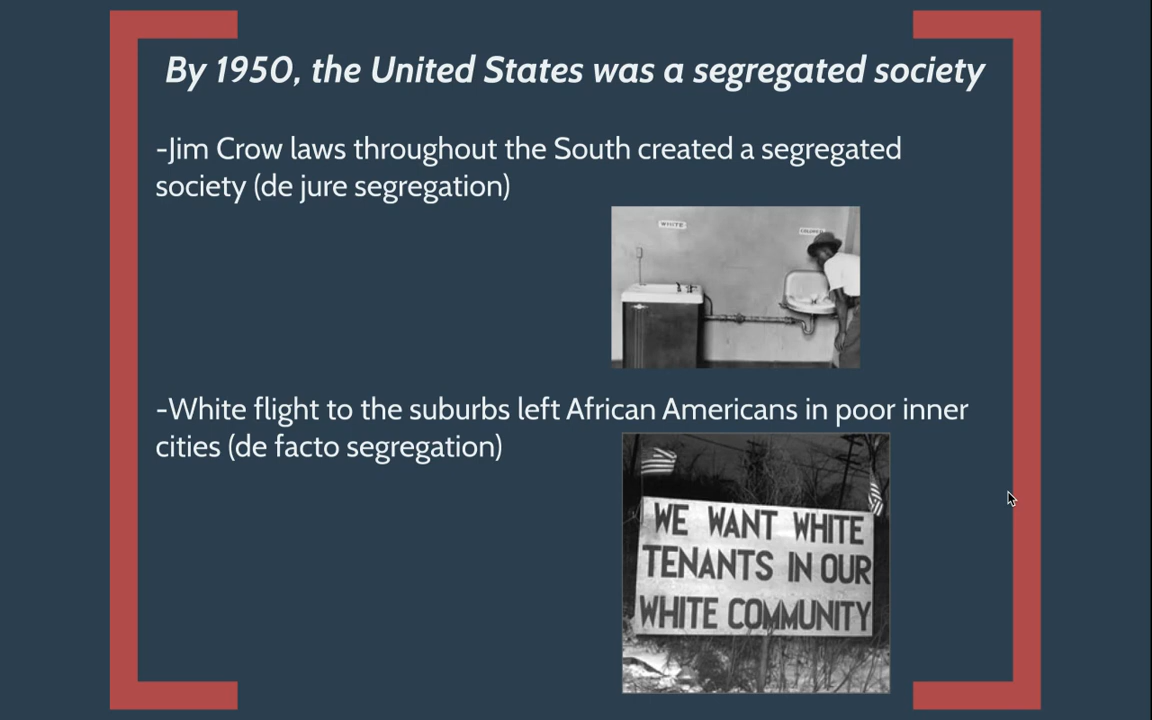 By 1950, the United States was a segregated society
-Jim Crow laws throughout the South created a segregated
society (de jure segregation)
WHITE
COLORED
-White flight to the suburbs left African Americans in poor inner
cities (de facto segregation)
WE WANT WHITE
TENANTS IN OUR
WHITE COMMUNITY